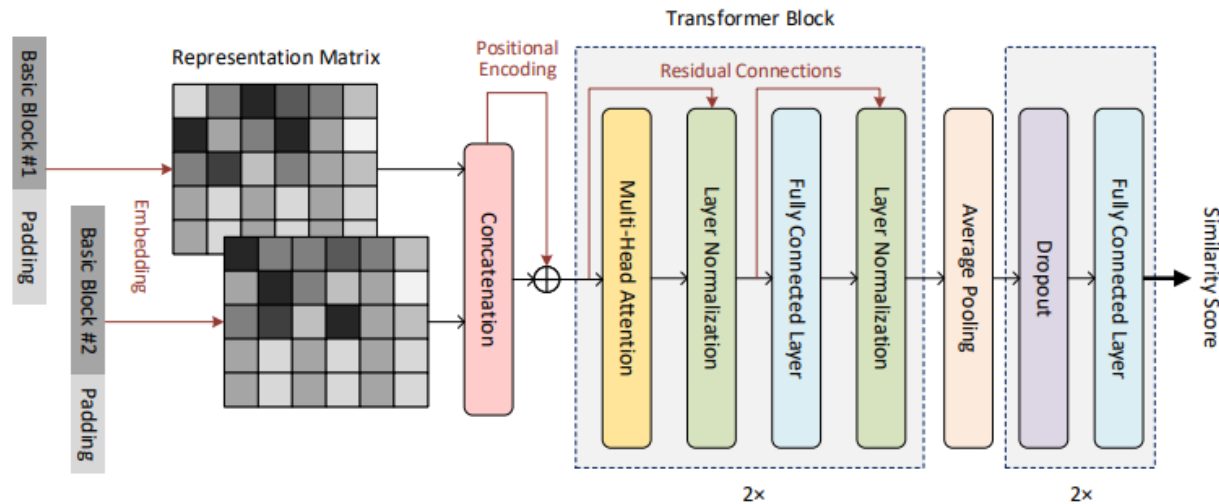 Transformer Block
Basic Block #1
Padding
Basic Block #2
Padding
Embedding
Representation Matrix
Positional
Encoding
Concatenation
Residual Connections
Multi-Head Attention
Layer Normalization
Fully Connected Layer
Layer Normalization
2×
Average Pooling
Dropout
Fully Connected Layer
2×
Similarity Score